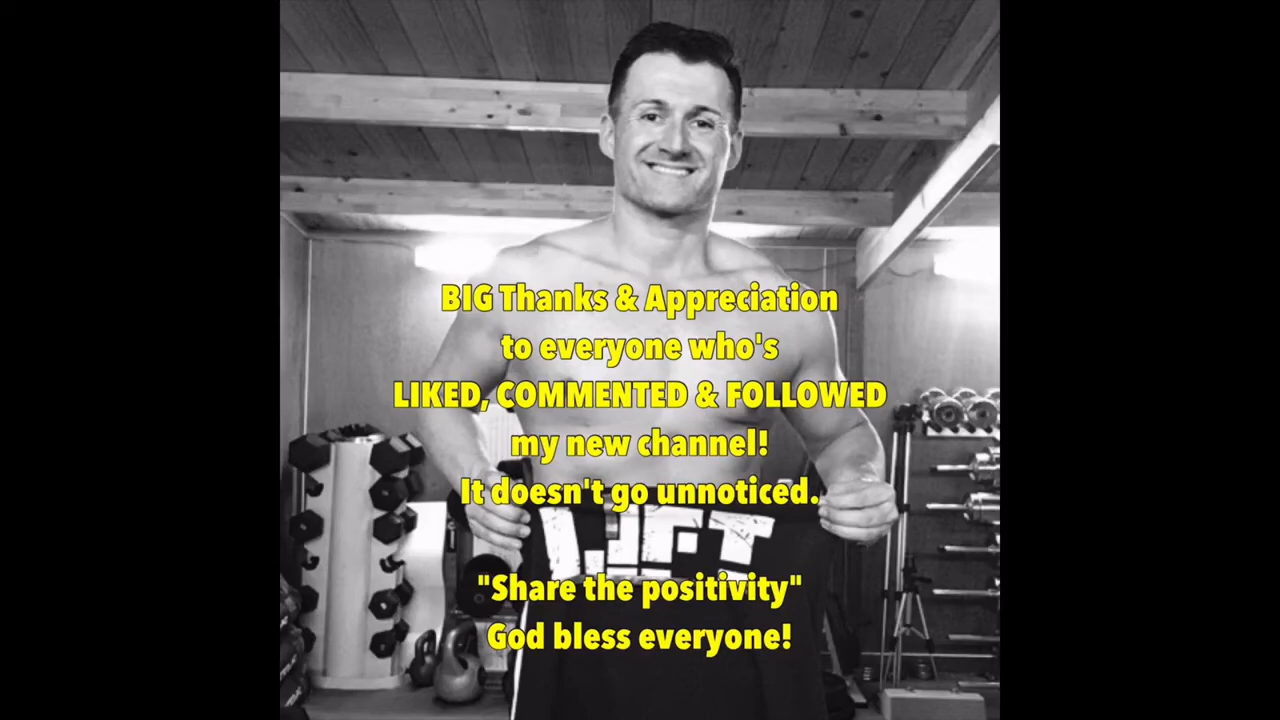 BIG Thanks & Appreciation
to everyone who's
LIKED, COMMENTED & FOLLOWED
my new channel!
It doesn't go unnoticed.
LIFT
"Share the positivity"
God bless everyone!